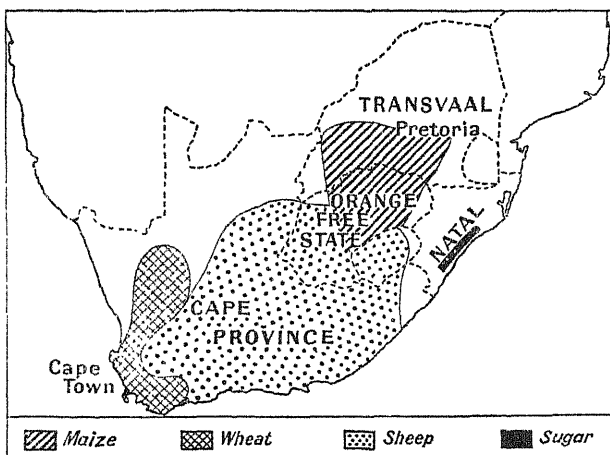 TRANSVAAL
Pretoria
ORANGE
FREE
STATE
NATAL
CAPE
PROVINCE
Cape
Town
Maize Wheat Sheep Sugar